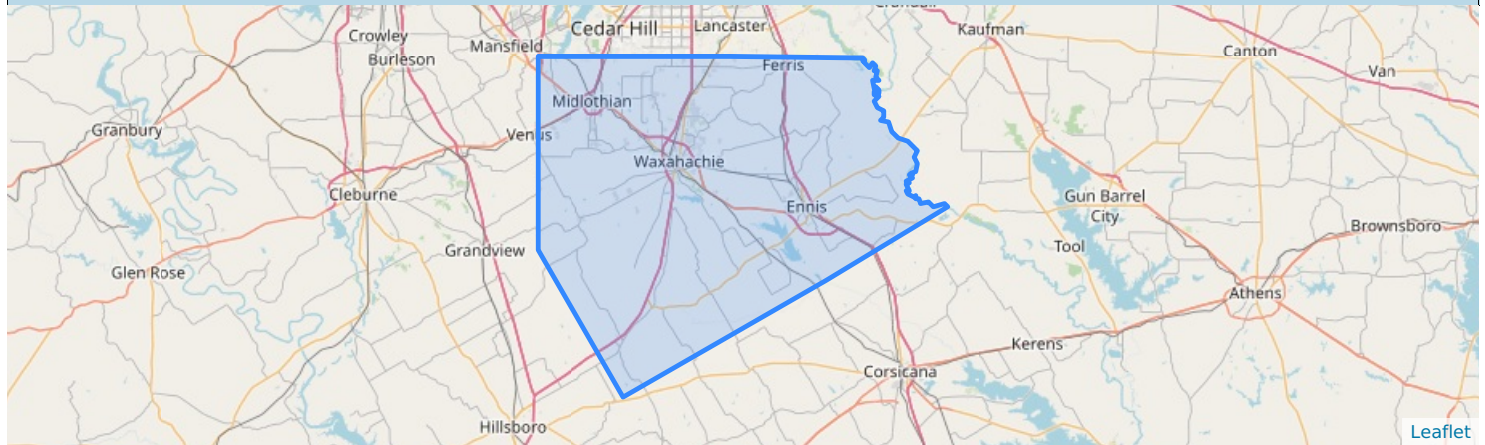 Crowley
Burleson
Mansfield
Cedar Hill
Lancaster
Kaufman
Canton
Van
Ferris
Midlothian
Granbury
Venus
Waxahachie
Cleburne
Ennis
Gun Barrel
City
Brownsboro
Grandview
Tool
Glen Rose
Athens
Kerens
Corsicana
Hillsboro
Leaflet